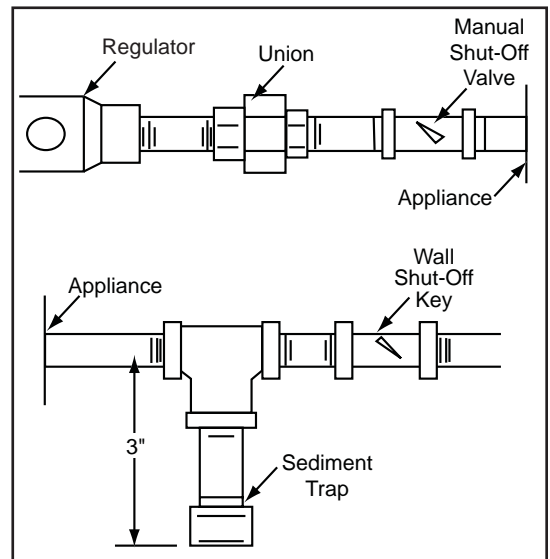 Regulator
Union
Manual
Shut-Off
Valve
Appliance
Appliance
Wall
Shut-Off
Key
3"
Sediment
Trap